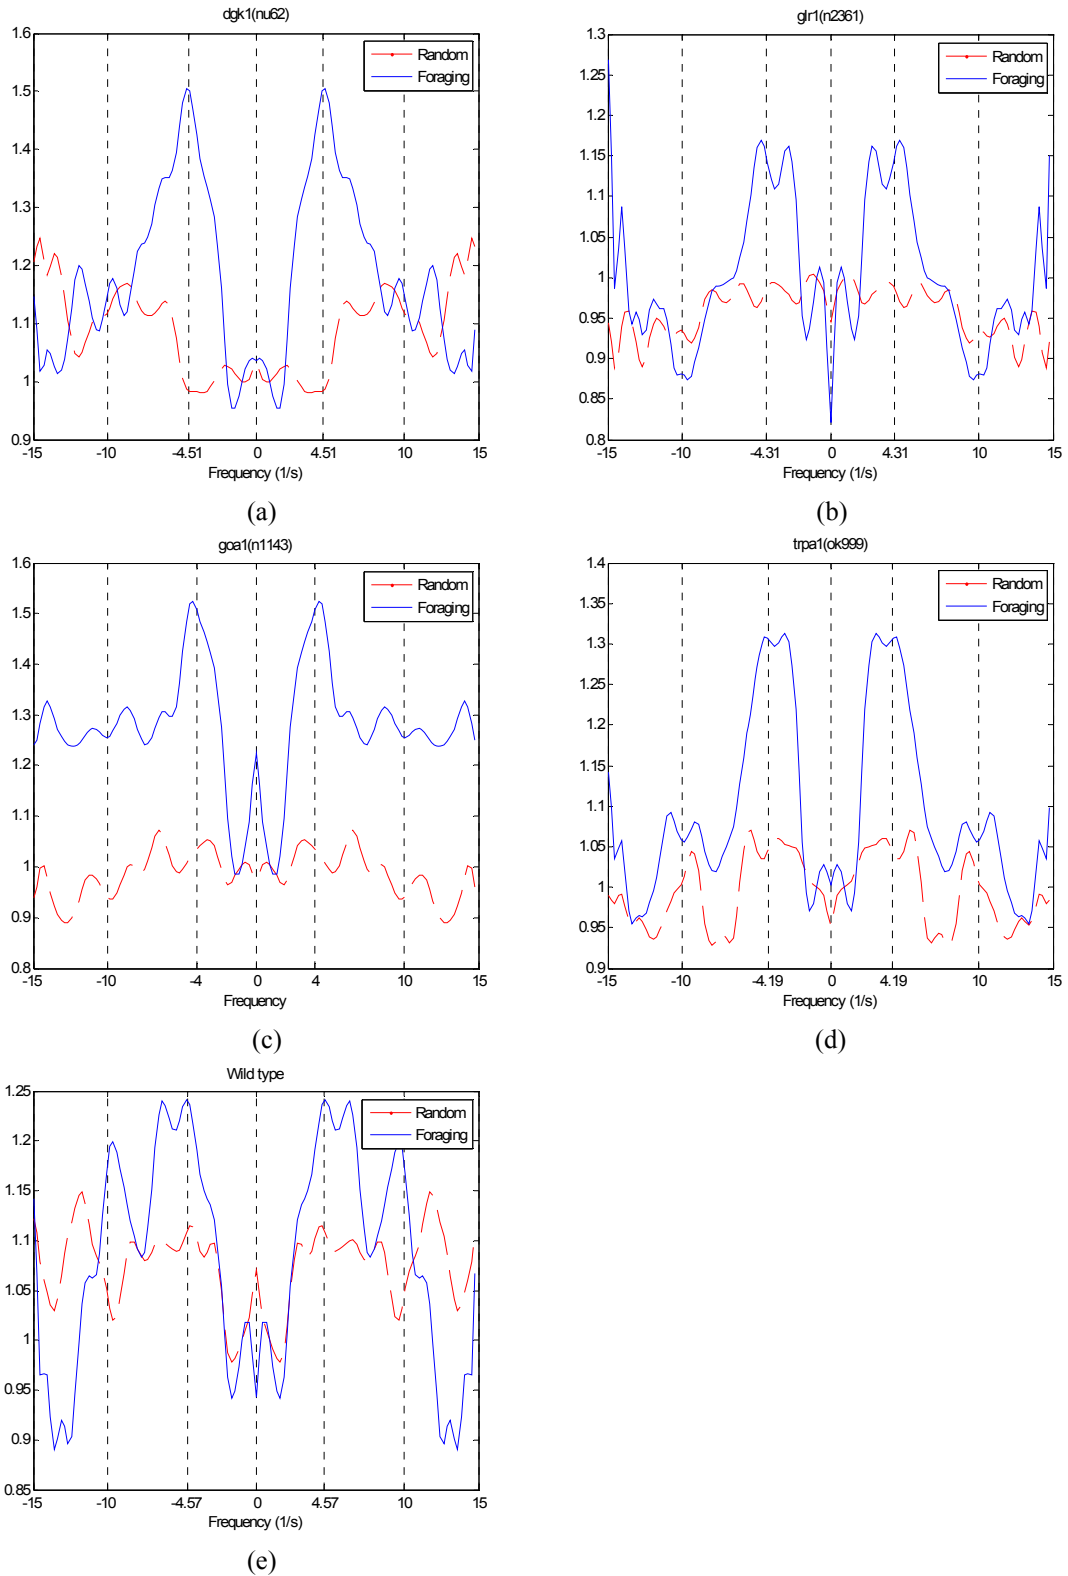 dgk1(nu62)
1.6
1.5
1.4
1.3
1.2
1.1
1
0.9
Random
Foraging
-15 -10 -4.51 0 4.51 10 15
Frequency (1/s)
(a)
glr1(n2361)
1.3
1.25
1.2
1.15
1.1
1.05
1
0.95
0.9
0.85
0.8
Random
Foraging
-15 -10 -4.31 0 4.31 10 15
Frequency (1/s)
(b)
goa1(n1143)
1.6
1.5
1.4
1.3
1.2
1.1
1
0.9
0.8
Random
Foraging
-15 -10 -4 0 4 10 15
Frequency
(c)
trpa1(ok999)
1.4
1.35
1.3
1.25
1.2
1.15
1.1
1.05
1
0.95
0.9
Random
Foraging
-15 -10 -4.19 0 4.19 10 15
Frequency (1/s)
(d)
Wild type
1.25
1.2
1.15
1.1
1.05
1
0.95
0.9
0.85
Random
Foraging
-15 -10 -4.57 0 4.57 10 15
Frequency (1/s)
(e)